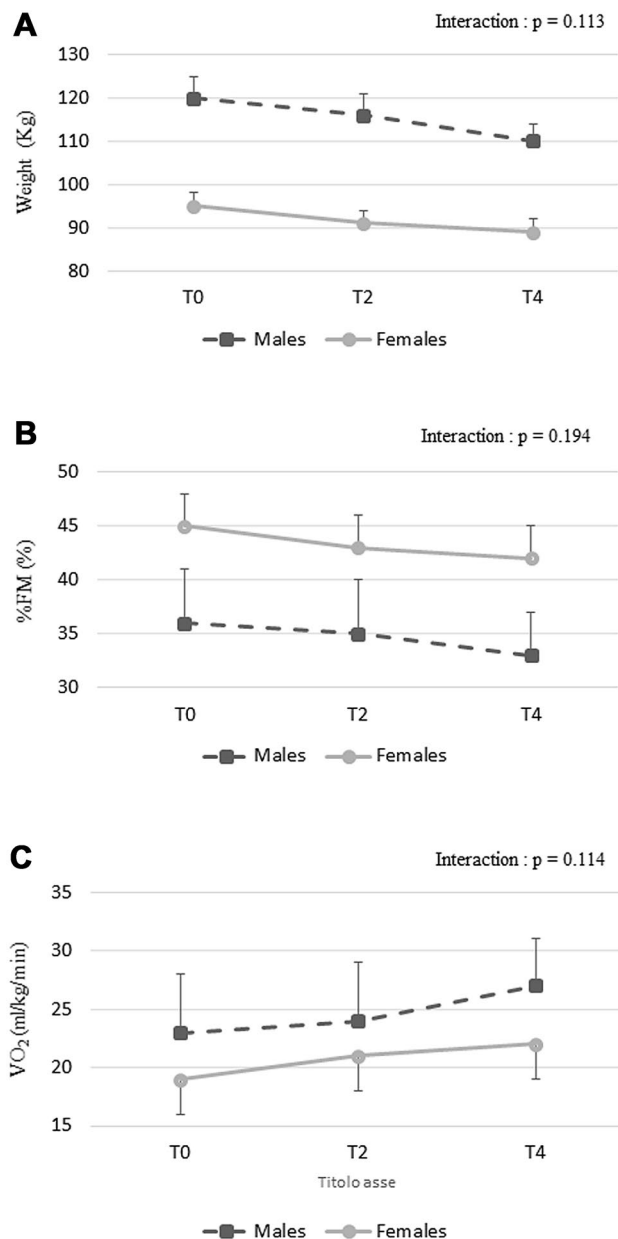 A
Interaction : p = 0.113
Weight (Kg)
130
120
110
100
90
80
T0 T2 T4
Males Females
B
Interaction : p = 0.194
%FM (%)
50
45
40
35
30
T0 T2 T4
Males Females
C
Interaction : p = 0.114
VO2 (ml/kg/min)
35
30
25
20
15
T0 T2 T4
Titolo asse
Males Females